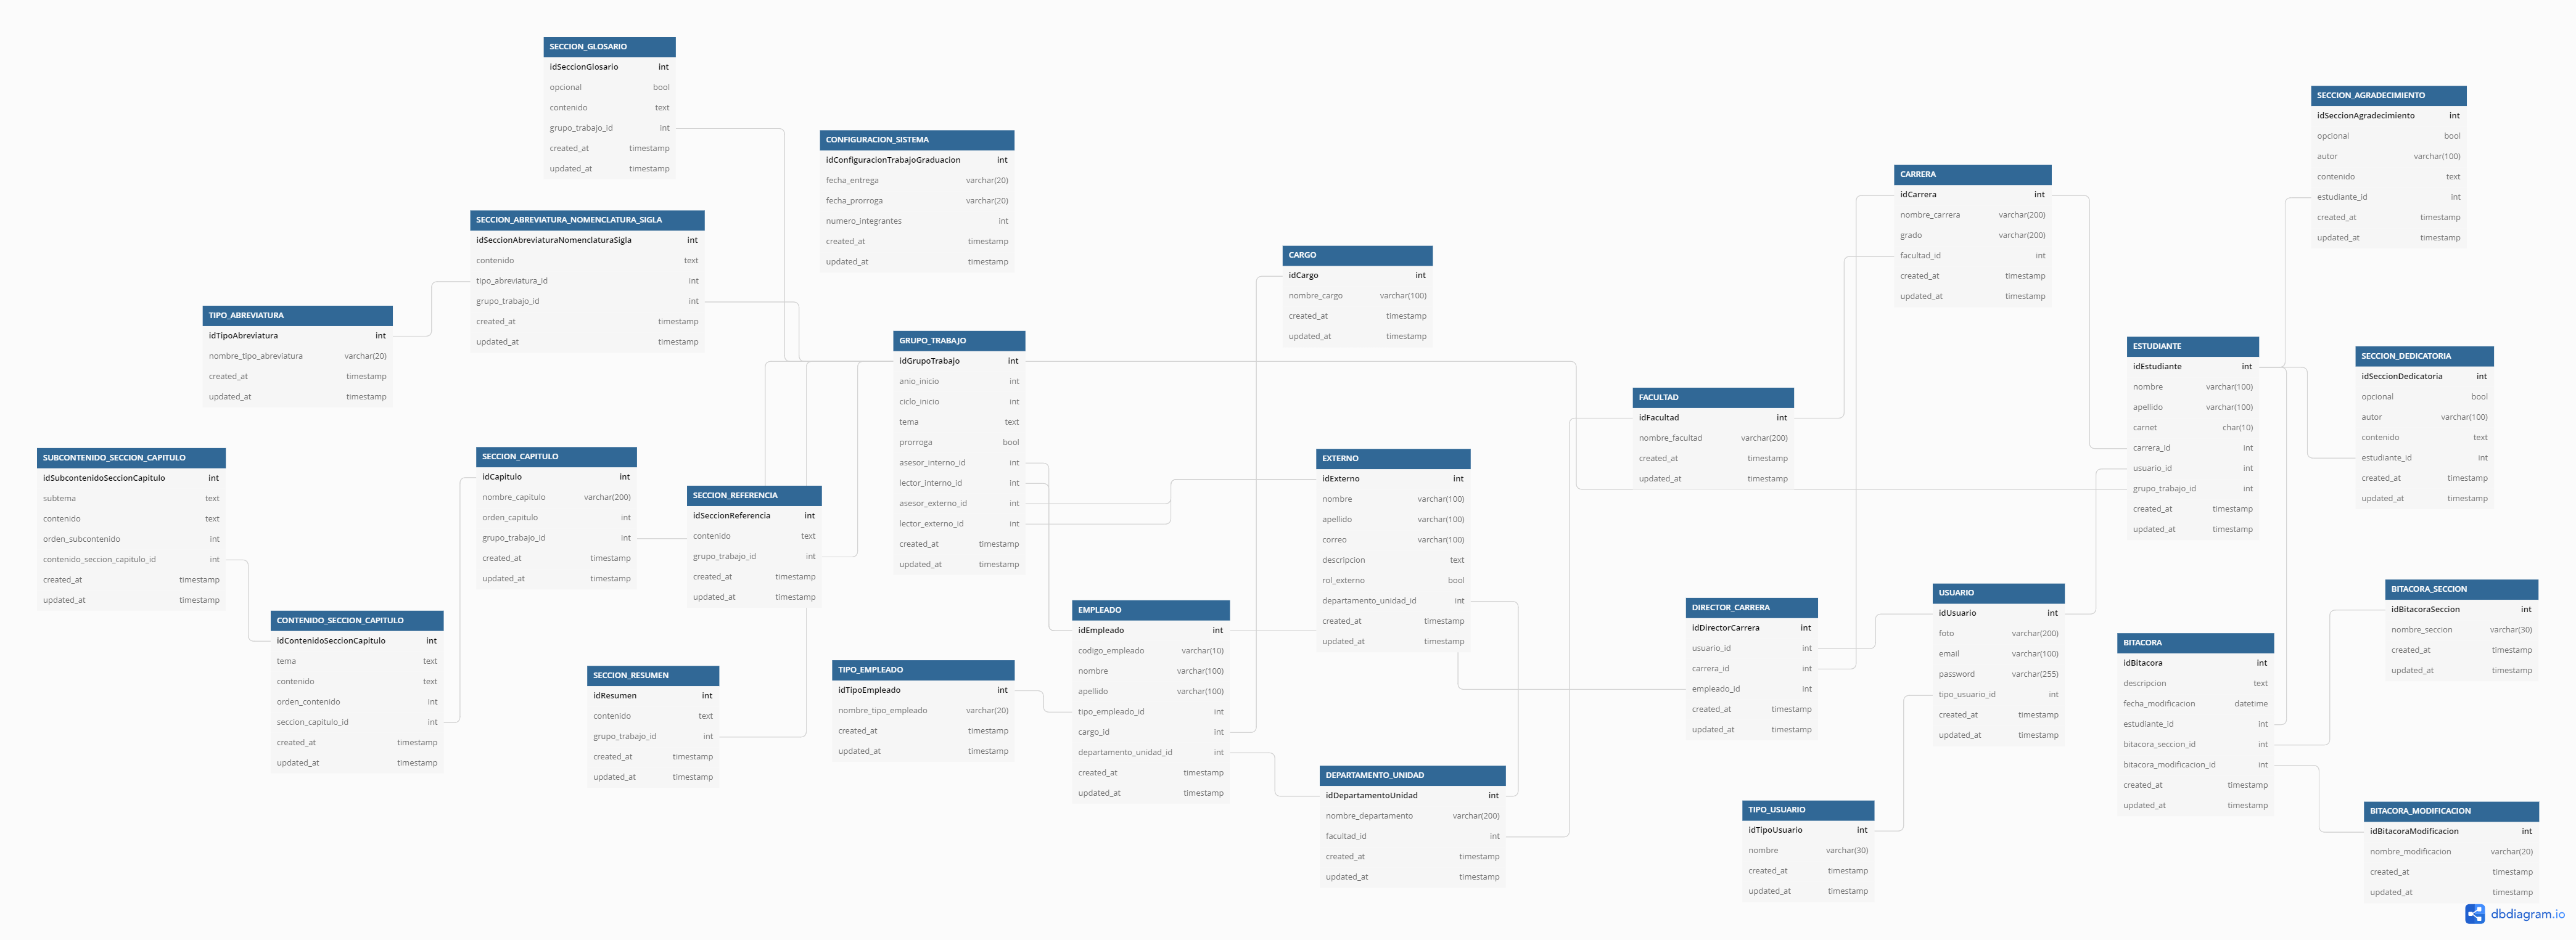 SECCION_GLOSARIO
idSeccionGlosario int
opcional bool
contenido text
grupo_trabajo_id int
created_at timestamp
updated_at timestamp
CONFIGURACION_SISTEMA
idConfiguracionTrabajoGraduacion int
fecha_entrega varchar(20)
fecha_prorroga varchar(20)
numero_integrantes int
created_at timestamp
updated_at timestamp
SECCION_AGRADECIMIENTO
idSeccionAgradecimiento int
opcional bool
autor varchar(100)
contenido text
estudiante_id int
created_at timestamp
updated_at timestamp
CARRERA
idCarrera int
nombre_carrera varchar(200)
grado varchar(200)
facultad_id int
created_at timestamp
updated_at timestamp
SECCION_ABREVIATURA_NOMENCLATURA_SIGLA
idSeccionAbreviaturaNomenclaturaSigla int
contenido text
tipo_abreviatura_id int
grupo_trabajo_id int
created_at timestamp
updated_at timestamp
CARGO
idCargo int
nombre_cargo varchar(100)
created_at timestamp
updated_at timestamp
TIPO_ABREVIATURA
idTipoAbreviatura int
nombre_tipo_abreviatura varchar(20)
created_at timestamp
updated_at timestamp
GRUPO_TRABAJO
idGrupoTrabajo int
anio_inicio int
ciclo_inicio int
tema text
prorroga bool
asesor_interno_id int
lector_interno_id int
asesor_externo_id int
lector_externo_id int
created_at timestamp
updated_at timestamp
ESTUDIANTE
idEstudiante int
nombre varchar(100)
apellido varchar(100)
carnet char(10)
carrera_id int
usuario_id int
grupo_trabajo_id int
created_at timestamp
updated_at timestamp
SECCION_DEDICATORIA
idSeccionDedicatoria int
opcional bool
autor varchar(100)
contenido text
estudiante_id int
created_at timestamp
updated_at timestamp
FACULTAD
idFacultad int
nombre_facultad varchar(200)
created_at timestamp
updated_at timestamp
SUBCONTENIDO_SECCION_CAPITULO
idSubcontenidoSeccionCapitulo int
subtema text
contenido text
orden_subcontenido int
contenido_seccion_capitulo_id int
created_at timestamp
updated_at timestamp
SECCION_CAPITULO
idCapitulo int
nombre_capitulo varchar(200)
orden_capitulo int
grupo_trabajo_id int
created_at timestamp
updated_at timestamp
SECCION_REFERENCIA
idSeccionReferencia int
contenido text
grupo_trabajo_id int
created_at timestamp
updated_at timestamp
EXTERNO
idExterno int
nombre varchar(100)
apellido varchar(100)
correo varchar(100)
descripcion text
rol_externo bool
departamento_unidad_id int
created_at timestamp
updated_at timestamp
CONTENIDO_SECCION_CAPITULO
idContenidoSeccionCapitulo int
tema text
contenido text
orden_contenido int
seccion_capitulo_id int
created_at timestamp
updated_at timestamp
SECCION_RESUMEN
idResumen int
contenido text
grupo_trabajo_id int
created_at timestamp
updated_at timestamp
TIPO_EMPLEADO
idTipoEmpleado int
nombre_tipo_empleado varchar(20)
created_at timestamp
updated_at timestamp
EMPLEADO
idEmpleado int
codigo_empleado varchar(10)
nombre varchar(100)
apellido varchar(100)
tipo_empleado_id int
cargo_id int
departamento_unidad_id int
created_at timestamp
updated_at timestamp
DEPARTAMENTO_UNIDAD
idDepartamentoUnidad int
nombre_departamento varchar(200)
facultad_id int
created_at timestamp
updated_at timestamp
DIRECTOR_CARRERA
idDirectorCarrera int
usuario_id int
carrera_id int
empleado_id int
created_at timestamp
updated_at timestamp
USUARIO
idUsuario int
foto varchar(200)
email varchar(100)
password varchar(255)
tipo_usuario_id int
created_at timestamp
updated_at timestamp
TIPO_USUARIO
idTipoUsuario int
nombre varchar(30)
created_at timestamp
updated_at timestamp
BITACORA
idBitacora int
descripcion text
fecha_modificacion datetime
estudiante_id int
bitacora_seccion_id int
bitacora_modificacion_id int
created_at timestamp
updated_at timestamp
BITACORA_SECCION
idBitacoraSeccion int
nombre_seccion varchar(30)
created_at timestamp
updated_at timestamp
BITACORA_MODIFICACION
idBitacoraModificacion int
nombre_modificacion varchar(20)
created_at timestamp
updated_at timestamp
dbdiagram.io